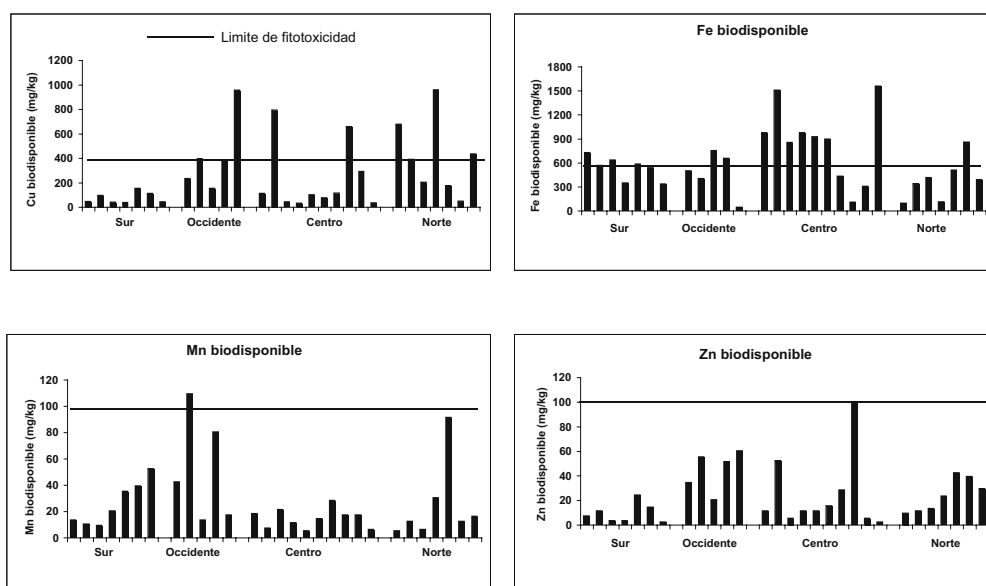 Limite de fitotoxicidad
Cu biodisponible (mg/kg)
1200
1000
800
600
400
200
0
Sur Occidente Centro Norte
Fe biodisponible
Fe biodisponible (mg/kg)
1800
1500
1200
900
600
300
0
Sur Occidente Centro Norte
Mn biodisponible
Mn biodisponible (mg/kg)
120
100
80
60
40
20
0
Sur Occidente Centro Norte
Zn biodisponible
Zn biodisponible (mg/kg)
120
100
80
60
40
20
0
Sur Occidente Centro Norte